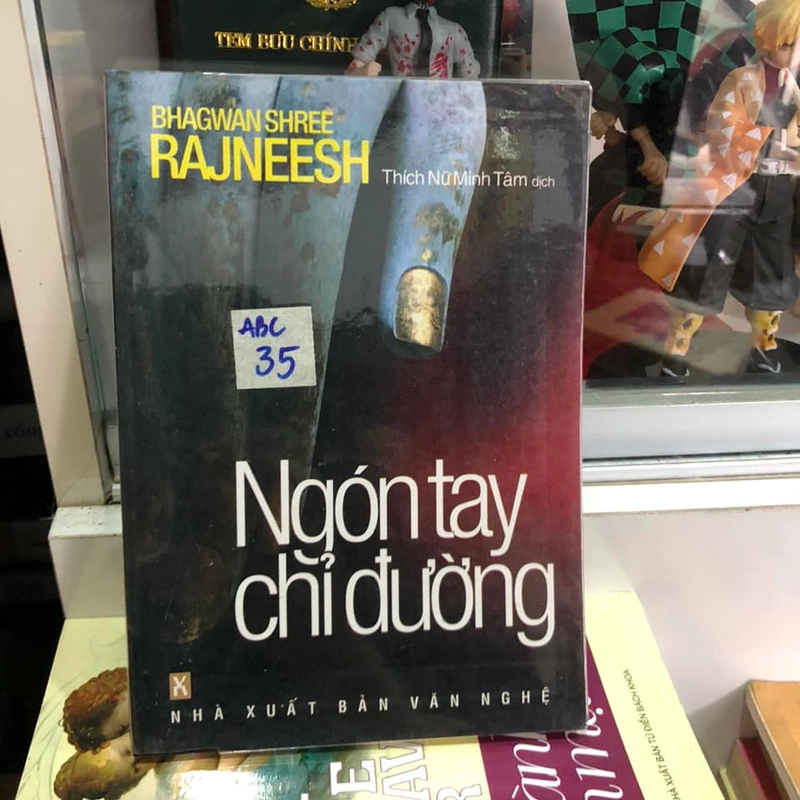 TEM BƯU CHÍNH
BHAGWAN SHREE
RAJNEESH
Thích Nữ Minh Tâm dịch
ABC
35
Ngón tay
chỉ đường
NHÀ XUẤT BẢN VĂN NGHỆ
NHÀ XUẤT BẢN TỪ ĐIỂN BÁCH KHOA